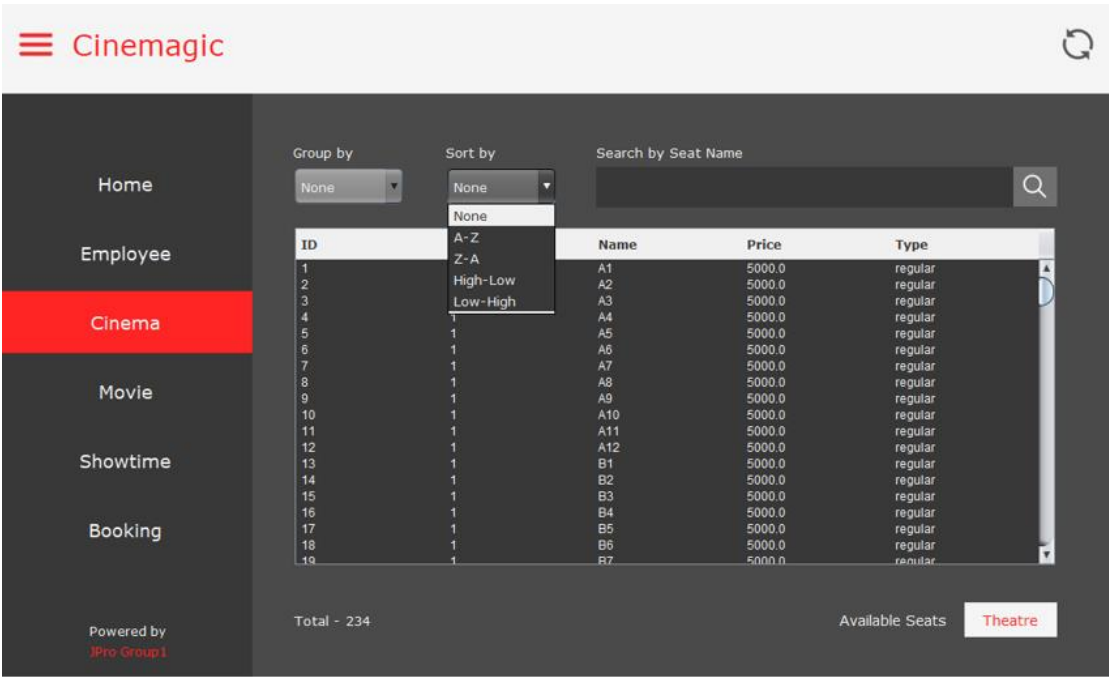 Cinemagic
Group by
Sort by
Search by Seat Name
None
None
None
A-Z
Z-A
High-Low
Low-High
Home
Employee
Cinema
Movie
Showtime
Booking
Powered by
JPro Group1
ID Name Price Type
1 A1 5000.0 regular
2 A2 5000.0 regular
3 A3 5000.0 regular
4 1 A4 5000.0 regular
5 1 A5 5000.0 regular
6 1 A6 5000.0 regular
7 1 A7 5000.0 regular
8 1 A8 5000.0 regular
9 1 A9 5000.0 regular
10 1 A10 5000.0 regular
11 1 A11 5000.0 regular
12 1 A12 5000.0 regular
13 1 B1 5000.0 regular
14 1 B2 5000.0 regular
15 1 B3 5000.0 regular
16 1 B4 5000.0 regular
17 1 B5 5000.0 regular
18 1 B6 5000.0 regular
19 1 B7 5000.0 regular
Total - 234
Available Seats
Theatre